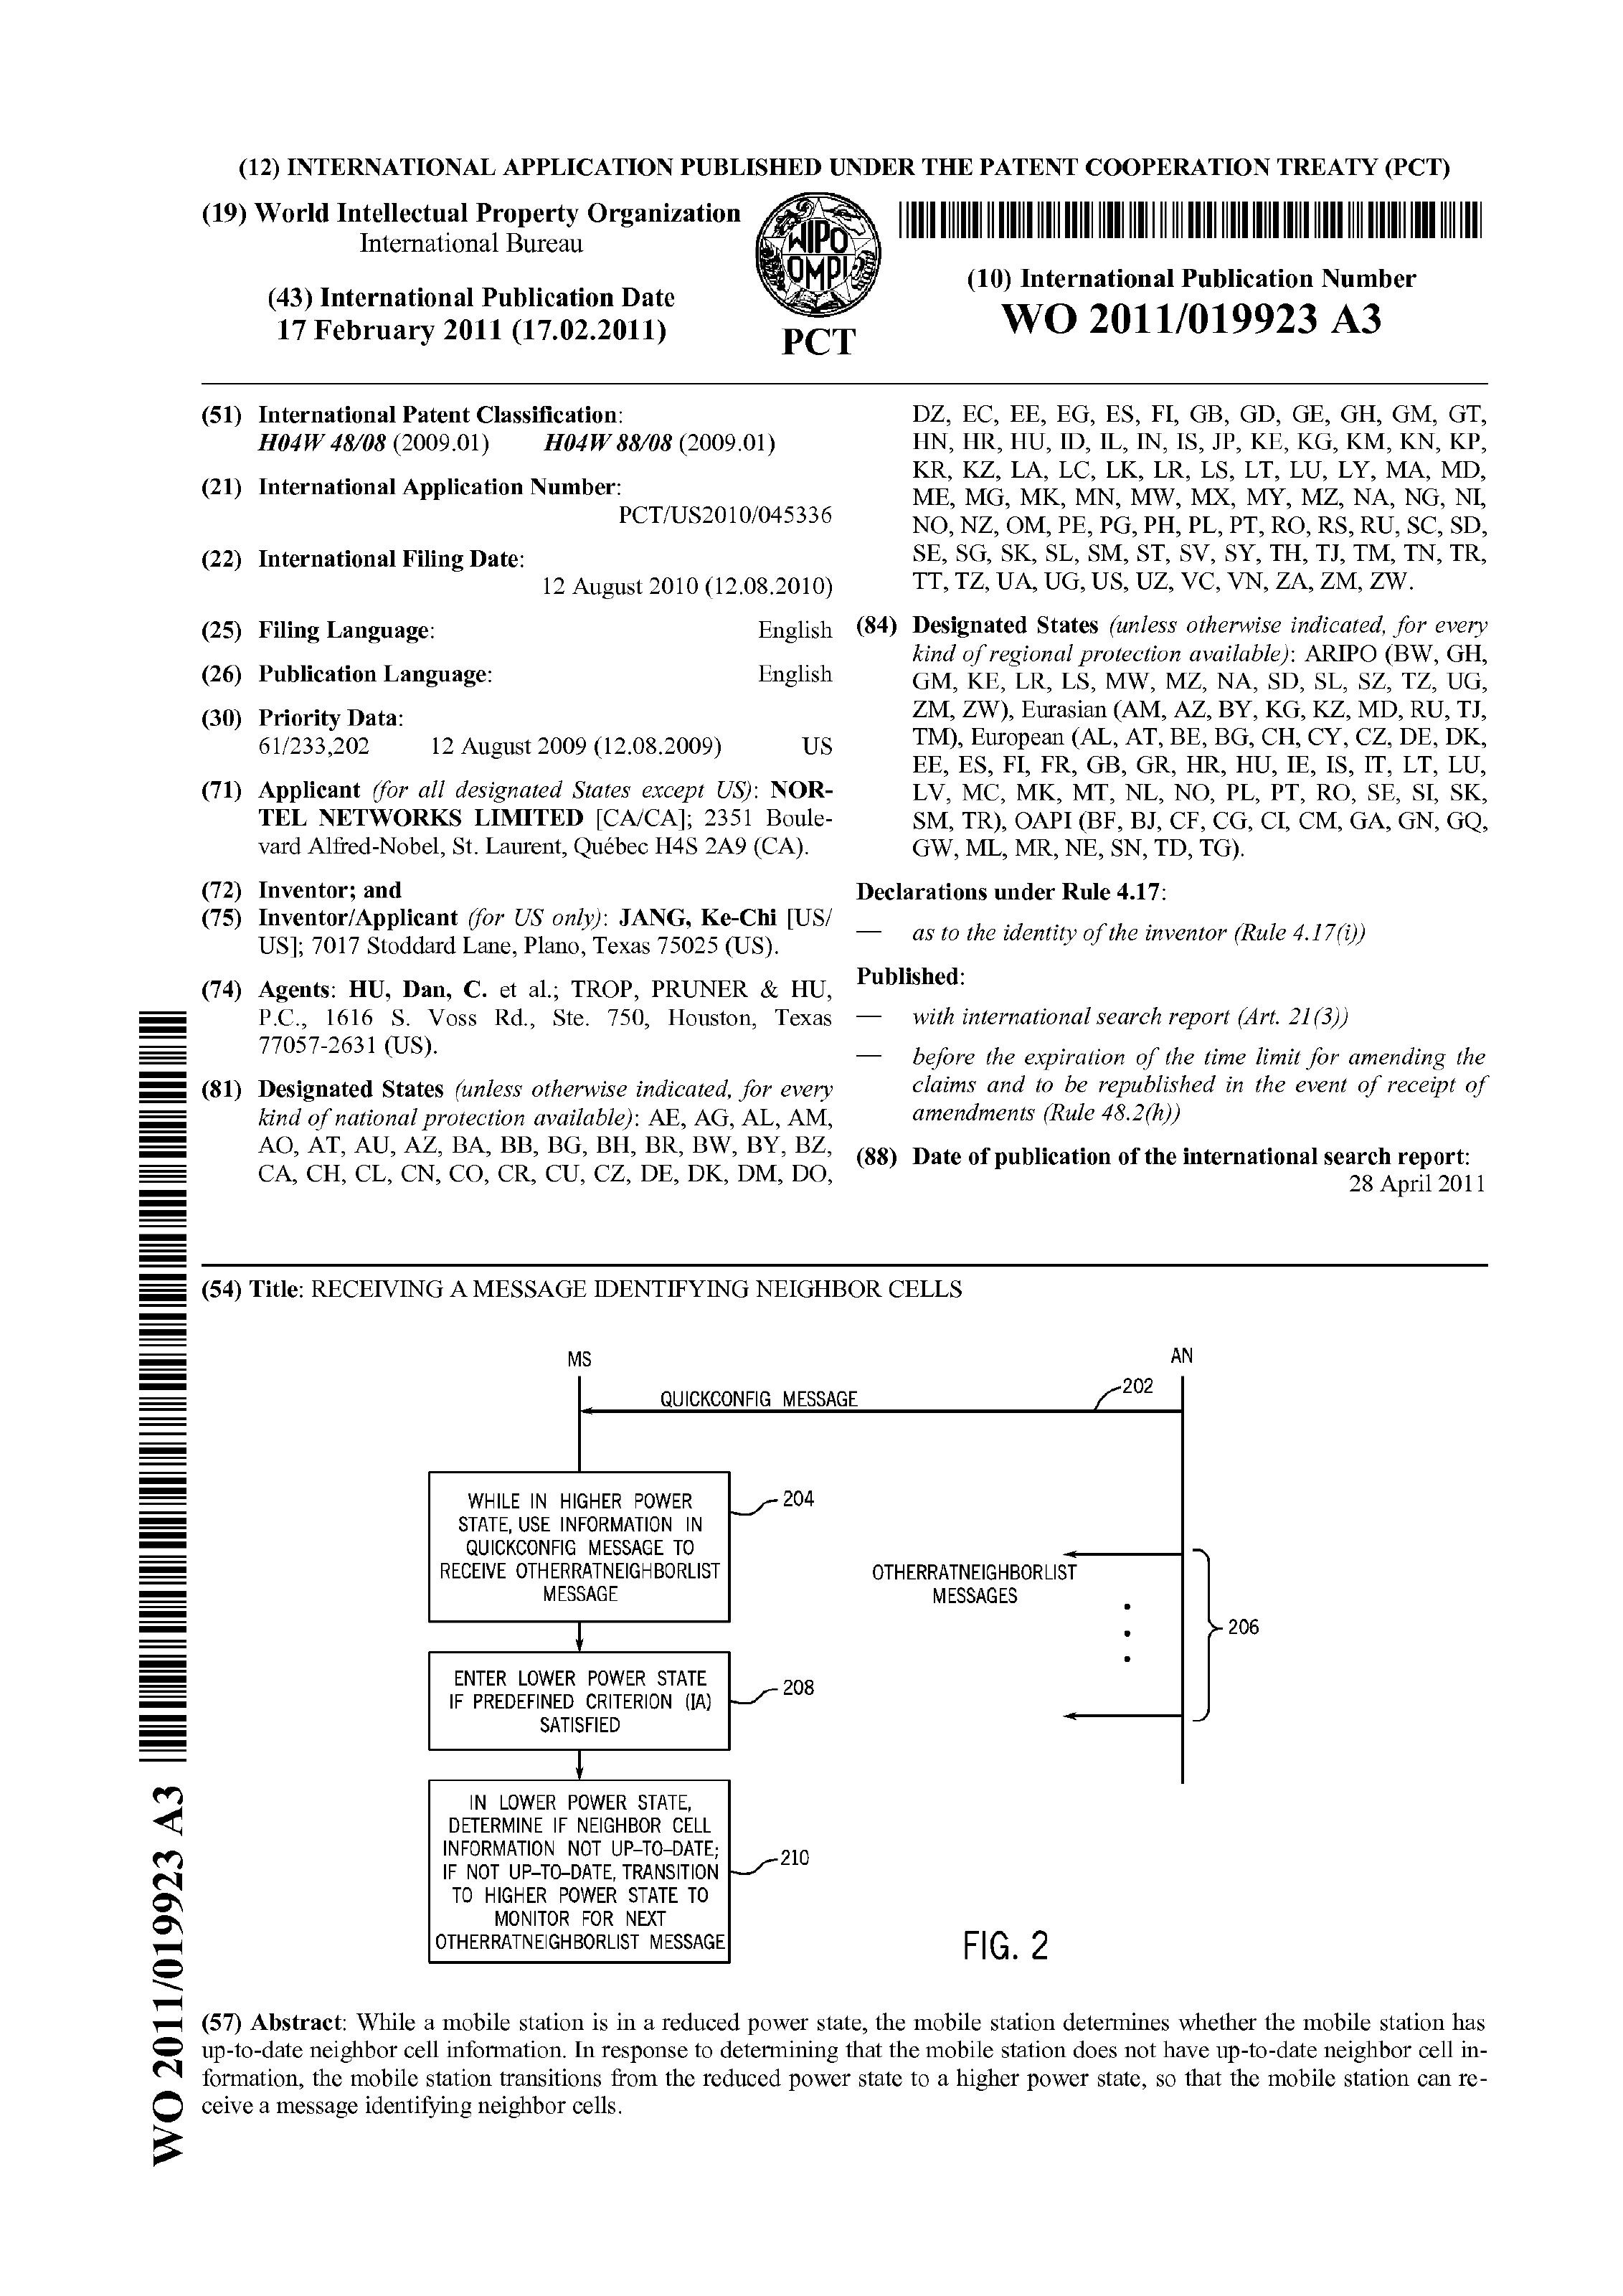 (12) INTERNATIONAL APPLICATION PUBLISHED UNDER THE PATENT COOPERATION TREATY (PCT)
(19) World Intellectual Property Organization
International Bureau
(43) International Publication Date
17 February 2011 (17.02.2011)
WIPO
OMPI
PCT
(10) International Publication Number
WO 2011/019923 A3
(51) International Patent Classification:
H04W 48/08 (2009.01) H04W 88/08 (2009.01)
(21) International Application Number:
PCT/US2010/045336
(22) International Filing Date:
12 August 2010 (12.08.2010)
(25) Filing Language: English
(26) Publication Language: English
(30) Priority Data:
61/233,202 12 August 2009 (12.08.2009) US
(71) Applicant (for all designated States except US): NOR-
TEL NETWORKS LIMITED [CA/CA]; 2351 Boule-
vard Alfred-Nobel, St. Laurent, Québec H4S 2A9 (CA).
(72) Inventor; and
(75) Inventor/Applicant (for US only): JANG, Ke-Chi [US/
US]; 7017 Stoddard Lane, Plano, Texas 75025 (US).
(74) Agents: HU, Dan, C. et al.; TROP, PRUNER & HU,
P.C., 1616 S. Voss Rd., Ste. 750, Houston, Texas
77057-2631 (US).
(81) Designated States (unless otherwise indicated, for every
kind of national protection available): AE, AG, AL, AM,
AO, AT, AU, AZ, BA, BB, BG, BH, BR, BW, BY, BZ,
CA, CH, CL, CN, CO, CR, CU, CZ, DE, DK, DM, DO,
DZ, EC, EE, EG, ES, FI, GB, GD, GE, GH, GM, GT,
HN, HR, HU, ID, IL, IN, IS, JP, KE, KG, KM, KN, KP,
KR, KZ, LA, LC, LK, LR, LS, LT, LU, LY, MA, MD,
ME, MG, MK, MN, MW, MX, MY, MZ, NA, NG, NI,
NO, NZ, OM, PE, PG, PH, PL, PT, RO, RS, RU, SC, SD,
SE, SG, SK, SL, SM, ST, SV, SY, TH, TJ, TM, TN, TR,
TT, TZ, UA, UG, US, UZ, VC, VN, ZA, ZM, ZW.
(84) Designated States (unless otherwise indicated, for every
kind of regional protection available): ARIPO (BW, GH,
GM, KE, LR, LS, MW, MZ, NA, SD, SL, SZ, TZ, UG,
ZM, ZW), Eurasian (AM, AZ, BY, KG, KZ, MD, RU, TJ,
TM), European (AL, AT, BE, BG, CH, CY, CZ, DE, DK,
EE, ES, FI, FR, GB, GR, HR, HU, IE, IS, IT, LT, LU,
LV, MC, MK, MT, NL, NO, PL, PT, RO, SE, SI, SK,
SM, TR), OAPI (BF, BJ, CF, CG, CI, CM, GA, GN, GQ,
GW, ML, MR, NE, SN, TD, TG).
Declarations under Rule 4.17:
— as to the identity of the inventor (Rule 4.17(i))
Published:
— with international search report (Art. 21(3))
— before the expiration of the time limit for amending the
claims and to be republished in the event of receipt of
amendments (Rule 48.2(h))
(88) Date of publication of the international search report:
28 April 2011
(54) Title: RECEIVING A MESSAGE IDENTIFYING NEIGHBOR CELLS
MS
AN
QUICKCONFIG MESSAGE
202
WHILE IN HIGHER POWER
STATE, USE INFORMATION IN
QUICKCONFIG MESSAGE TO
RECEIVE OTHERRATNEIGHBORLIST
MESSAGE
204
OTHERRATNEIGHBORLIST
MESSAGES
206
ENTER LOWER POWER STATE
IF PREDEFINED CRITERION (IA)
SATISFIED
208
IN LOWER POWER STATE,
DETERMINE IF NEIGHBOR CELL
INFORMATION NOT UP-TO-DATE;
IF NOT UP-TO-DATE, TRANSITION
TO HIGHER POWER STATE TO
MONITOR FOR NEXT
OTHERRATNEIGHBORLIST MESSAGE
210
FIG. 2
(57) Abstract: While a mobile station is in a reduced power state, the mobile station determines whether the mobile station has
up-to-date neighbor cell information. In response to determining that the mobile station does not have up-to-date neighbor cell in-
formation, the mobile station transitions from the reduced power state to a higher power state, so that the mobile station can re-
ceive a message identifying neighbor cells.
WO 2011/019923 A3